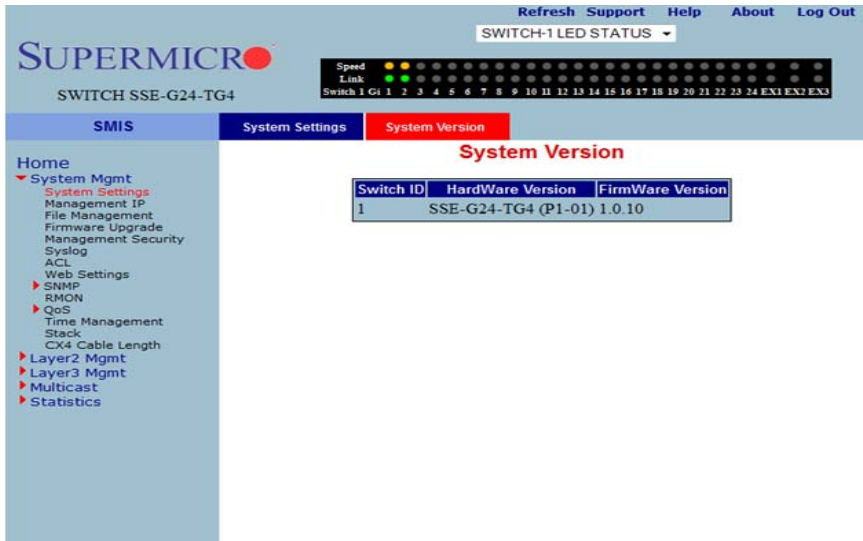 Refresh Support Help About Log Out
SWITCH-1 LED STATUS
SUPERMICRO
SWITCH SSE-G24-TG4
Speed
Link
Switch 1 Gi 1 2 3 4 5 6 7 8 9 10 11 12 13 14 15 16 17 18 19 20 21 22 23 24 EX1 EX2 EX3
SMIS
System Settings
System Version
Home
System Mgmt
System Settings
Management IP
File Management
Firmware Upgrade
Management Security
Syslog
ACL
Web Settings
SNMP
RMON
QoS
Time Management
Stack
CX4 Cable Length
Layer2 Mgmt
Layer3 Mgmt
Multicast
Statistics
System Version
Switch ID HardWare Version FirmWare Version
1 SSE-G24-TG4 (P1-01) 1.0.10